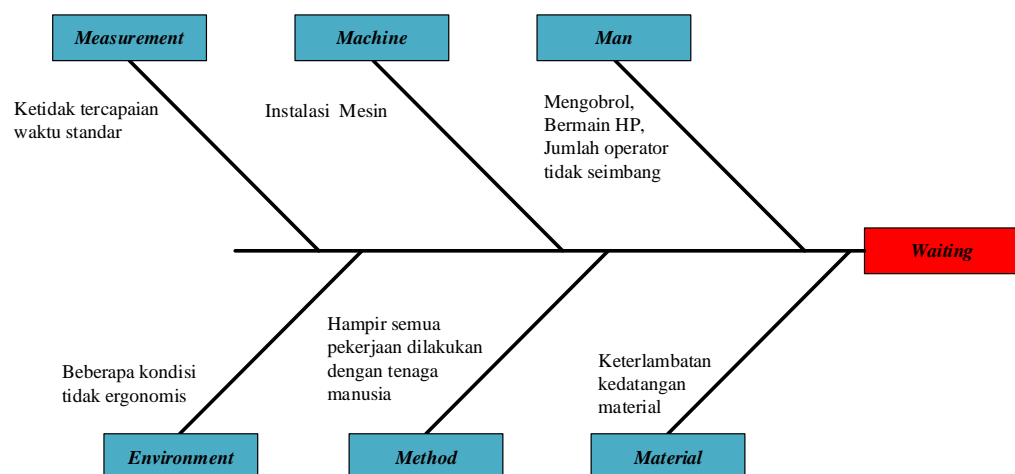 Measurement
Machine
Man
Ketidak tercapaian
waktu standar
Instalasi Mesin
Mengobrol,
Bermain HP,
Jumlah operator
tidak seimbang
Waiting
Beberapa kondisi
tidak ergonomis
Hampir semua
pekerjaan dilakukan
dengan tenaga
manusia
Keterlambatan
kedatangan
material
Environment
Method
Material